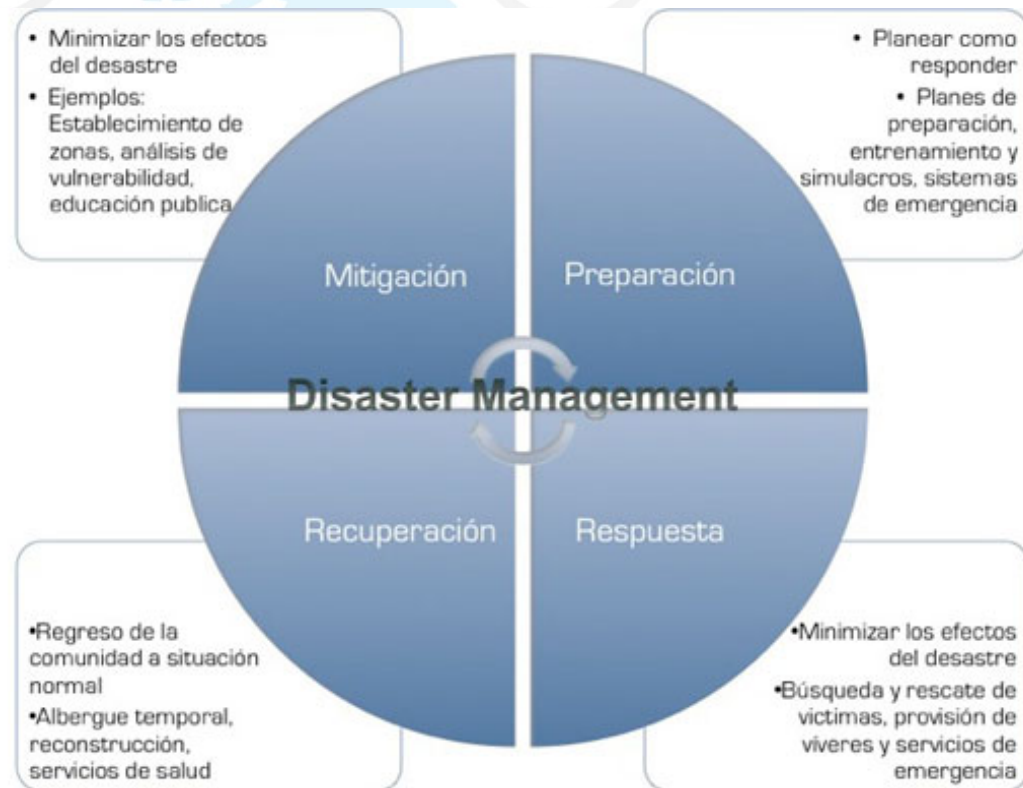 • Minimizar los efectos
del desastre
• Ejemplos:
Establecimiento de
zonas, análisis de
vulnerabilidad,
educación publica
• Planear como
responder
• Planes de
preparación,
entrenamiento y
simulacros, sistemas
de emergencia
Mitigación
Preparación
Disaster Management
Recuperación
Respuesta
•Regreso de la
comunidad a situación
normal
•Albergue temporal,
reconstrucción,
servicios de salud
•Minimizar los efectos
del desastre
•Búsqueda y rescate de
victimas, provisión de
víveres y servicios de
emergencia